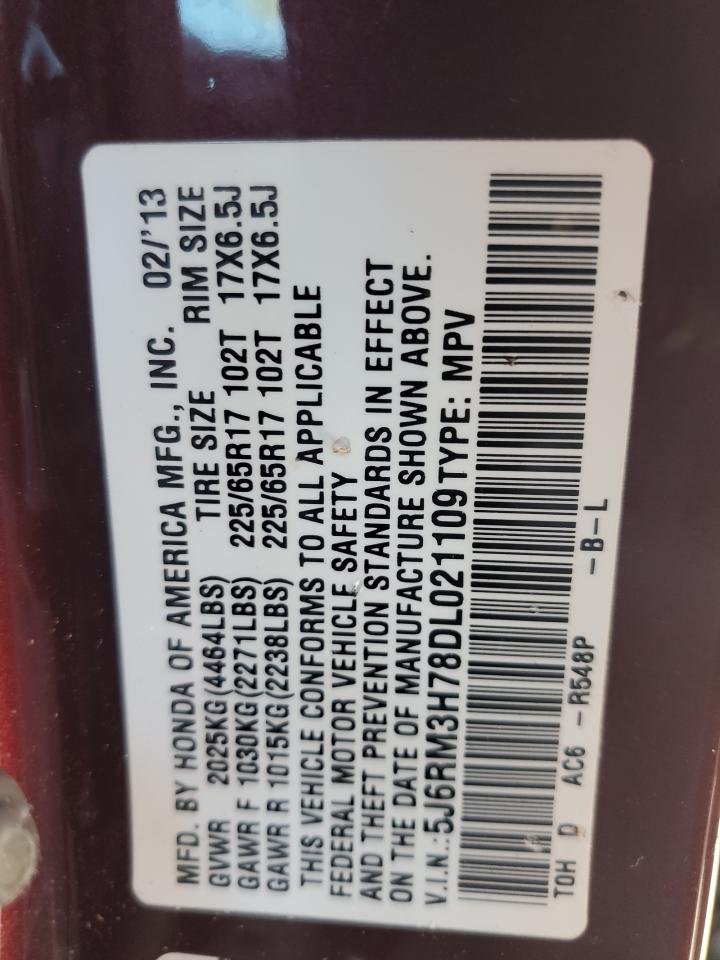 MFD. BY HONDA OF AMERICA MFG., INC. 02/'13
GVWR 2025KG(4464LBS) TIRE SIZE RIM SIZE
GAWR F 1030KG(2271LBS) 225/65R17 102T 17X6.5J
GAWR R 1015KG(2238LBS) 225/65R17 102T 17X6.5J
THIS VEHICLE CONFORMS TO ALL APPLICABLE
FEDERAL MOTOR VEHICLE SAFETY
AND THEFT PREVENTION STANDARDS IN EFFECT
ON THE DATE OF MANUFACTURE SHOWN ABOVE.
V.I.N.:5J6RM3H78DL021109TYPE: MPV
TOH D AC6 -R548P -B-L